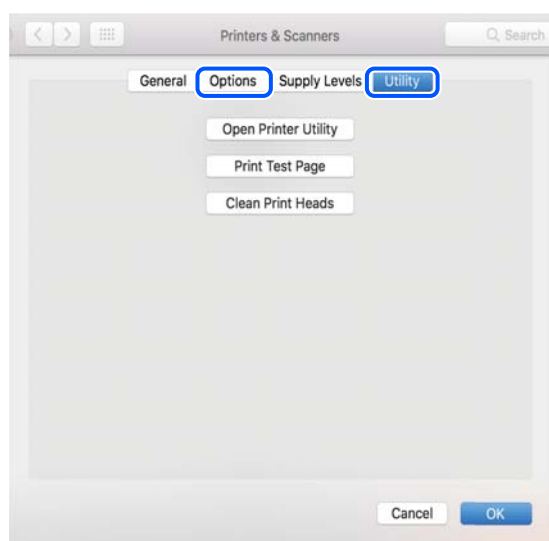 Printers & Scanners Search
General Options Supply Levels Utility
Open Printer Utility
Print Test Page
Clean Print Heads
Cancel OK